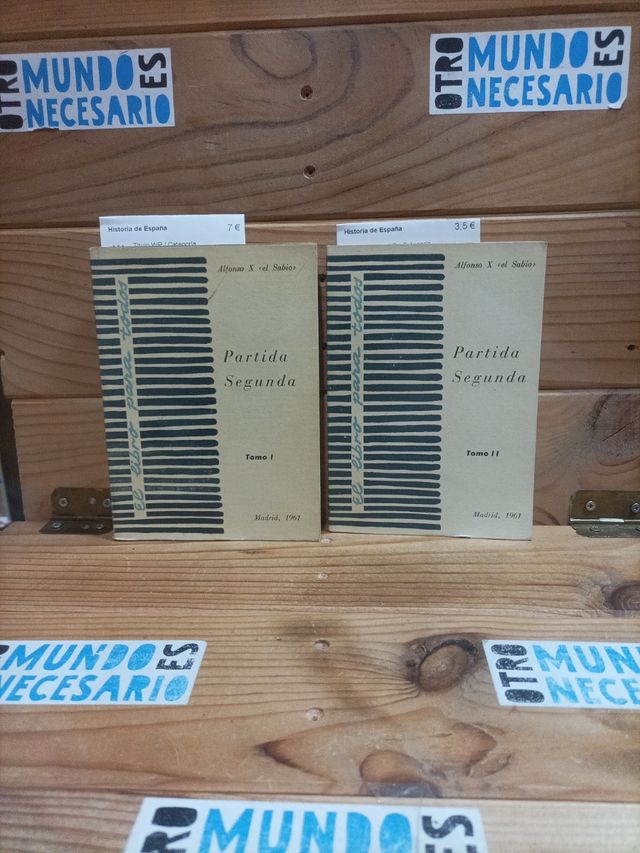 OTRO MUNDO ES
NECESARIO
OTRO MUNDO ES
NECESARIO
Historia de España 7 €
Historia de España 3,5 €
Alfonso X «el Sabio»
El libro para todos
Partida
Segunda
Tomo I
Madrid, 1961
Alfonso X «el Sabio»
El libro para todos
Partida
Segunda
Tomo II
Madrid, 1961
MUNDO ES
NECESARIO
OTRO MUN
NECES
OTRO MUNDO ES